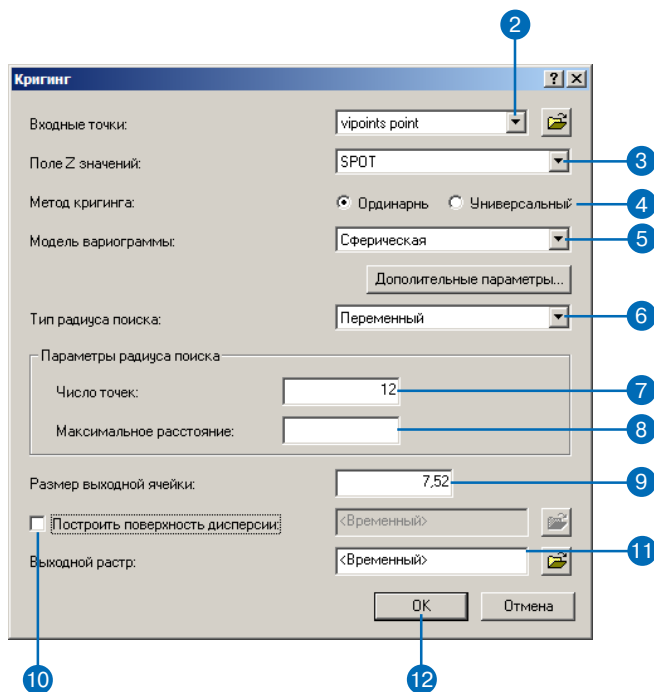 2
Кригинг
Входные точки: vipoints point
Поле Z значений: SPOT 3
Метод кригинга: Ординарнь Универсальный 4
Модель вариограммы: Сферическая 5
Дополительные параметры...
Тип радиуса поиска: Переменный 6
Параметры радиуса поиска
Число точек: 12 7
Максимальное расстояние: 8
Размер выходной ячейки: 7,52 9
Построить поверхность дисперсии: <Временный>
Выходной растр: <Временный> 11
OK Отмена
10 12